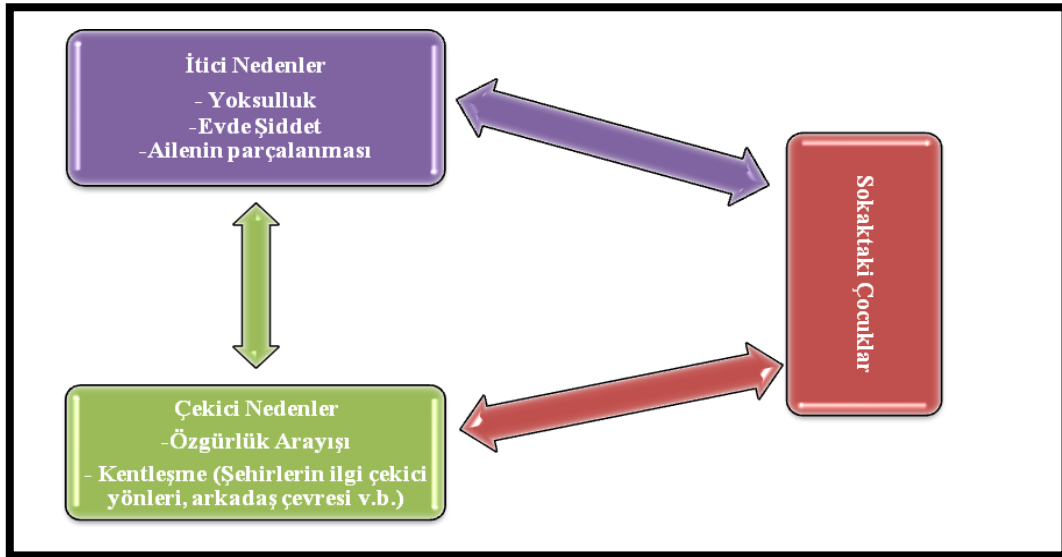 İtici Nedenler
- Yoksulluk
-Evde Şiddet
-Ailenin parçalanması
Sokaktaki Çocuklar
Çekici Nedenler
-Özgürlük Arayışı
- Kentleşme (Şehirlerin ilgi çekici
yönleri, arkadaş çevresi v.b.)